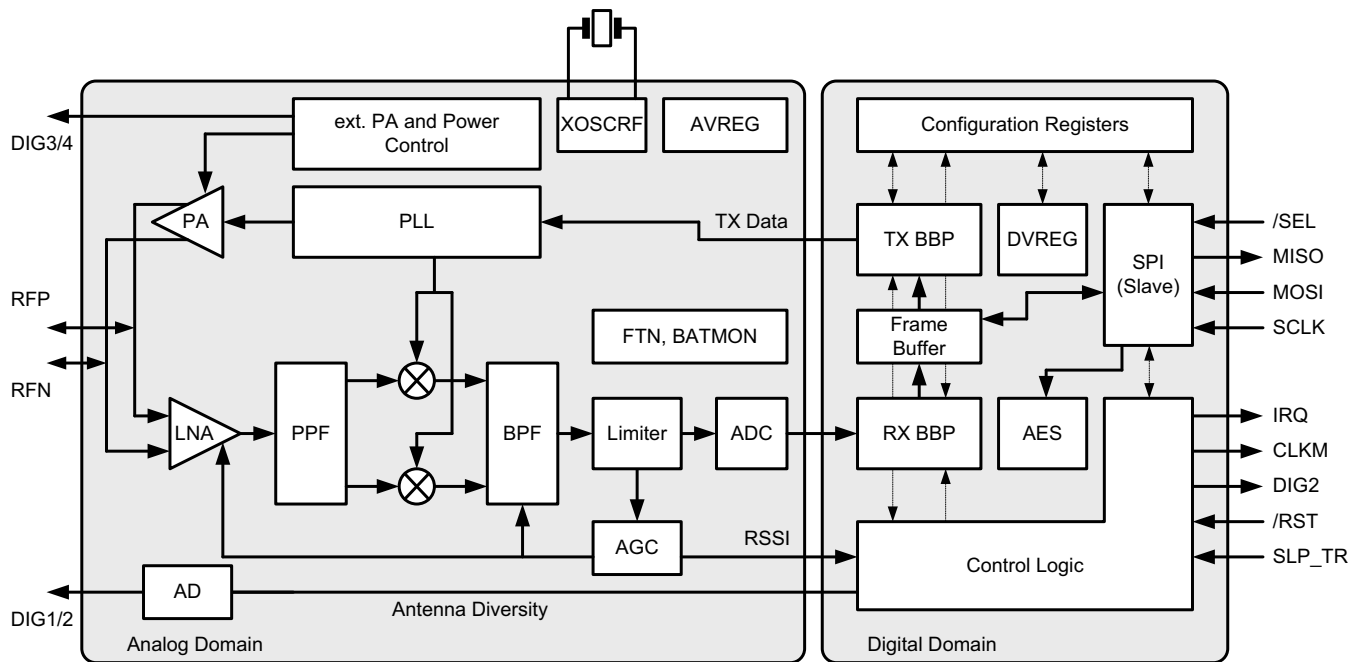 DIG3/4
ext. PA and Power
Control
XOSCRF
AVREG
Configuration Registers
PA
PLL
TX Data
TX BBP
DVREG
SPI
(Slave)
/SEL
MISO
MOSI
SCLK
RFP
RFN
FTN, BATMON
Frame
Buffer
LNA
PPF
BPF
Limiter
ADC
RX BBP
AES
IRQ
CLKM
DIG2
/RST
SLP_TR
AGC
RSSI
Control Logic
AD
DIG1/2
Antenna Diversity
Analog Domain
Digital Domain